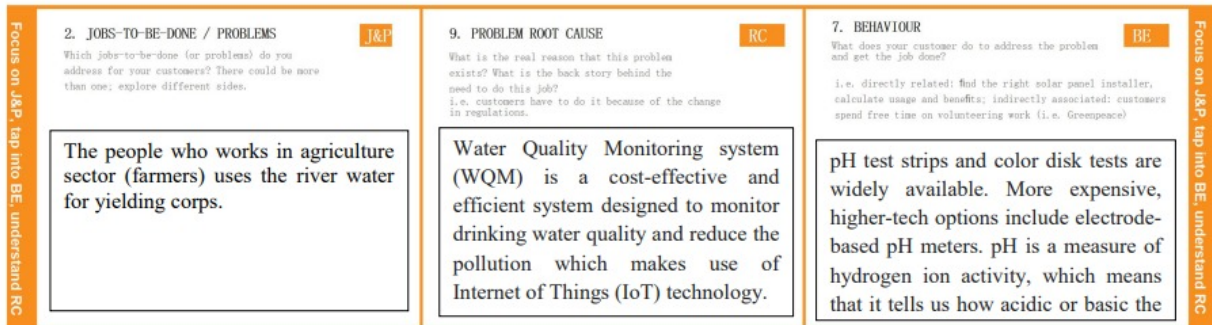 Focus on J&P, tap into BE, understand RC
2. JOBS-TO-BE-DONE / PROBLEMS
J&P
Which jobs-to-be-done (or problems) do you
address for your customers? There could be more
than one; explore different sides.
The people who works in agriculture
sector (farmers) uses the river water
for yielding corps.
9. PROBLEM ROOT CAUSE
RC
What is the real reason that this problem
exists? What is the back story behind the
need to do this job?
i.e. customers have to do it because of the change
in regulations.
Water Quality Monitoring system
(WQM) is a cost-effective and
efficient system designed to monitor
drinking water quality and reduce the
pollution which makes use of
Internet of Things (IoT) technology.
7. BEHAVIOUR
BE
What does your customer do to address the problem
and get the job done?
i.e. directly related: find the right solar panel installer,
calculate usage and benefits; indirectly associated: customers
spend free time on volunteering work (i.e. Greenpeace)
pH test strips and color disk tests are
widely available. More expensive,
higher-tech options include electrode-
based pH meters. pH is a measure of
hydrogen ion activity, which means
that it tells us how acidic or basic the
Focus on J&P, tap into BE, understand RC